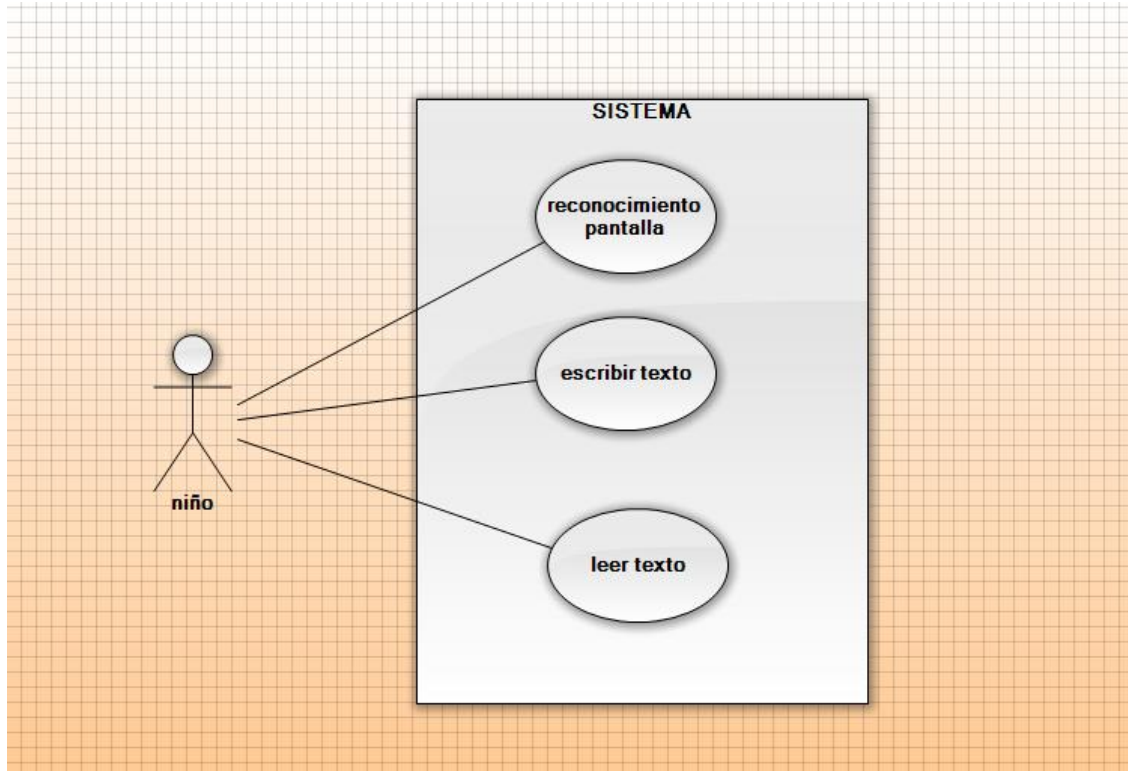 SISTEMA
reconocimiento
pantalla
escribir texto
niño
leer texto